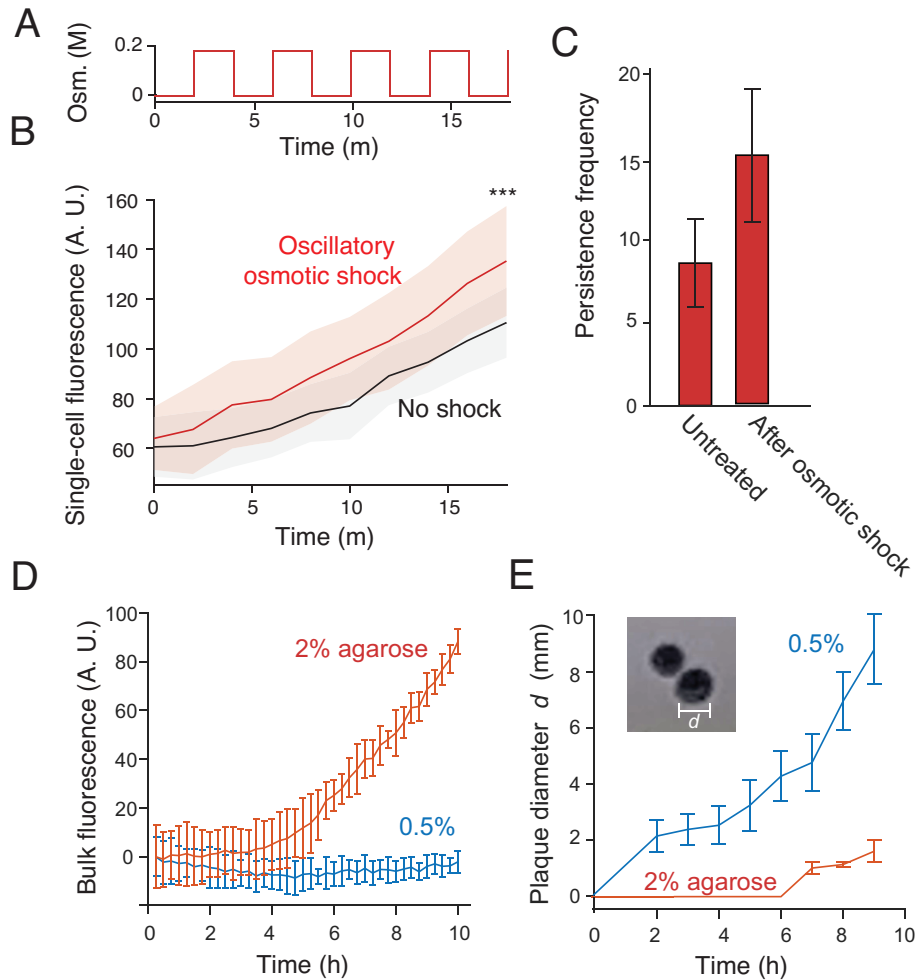 A
Osm. (M)
0.2
0
0
5
10
15
Time (m)
B
Single-cell fluorescence (A. U.)
160
140
120
100
80
60
***
Oscillatory
osmotic shock
No shock
0
5
10
15
Time (m)
C
Persistence frequency
20
15
10
5
0
Untreated
After osmotic shock
D
Bulk fluorescence (A. U.)
100
80
60
40
20
0
2% agarose
0.5%
0
2
4
6
8
10
Time (h)
E
Plaque diameter d (mm)
10
8
6
4
2
0
d
0.5%
2% agarose
0
2
4
6
8
10
Time (h)